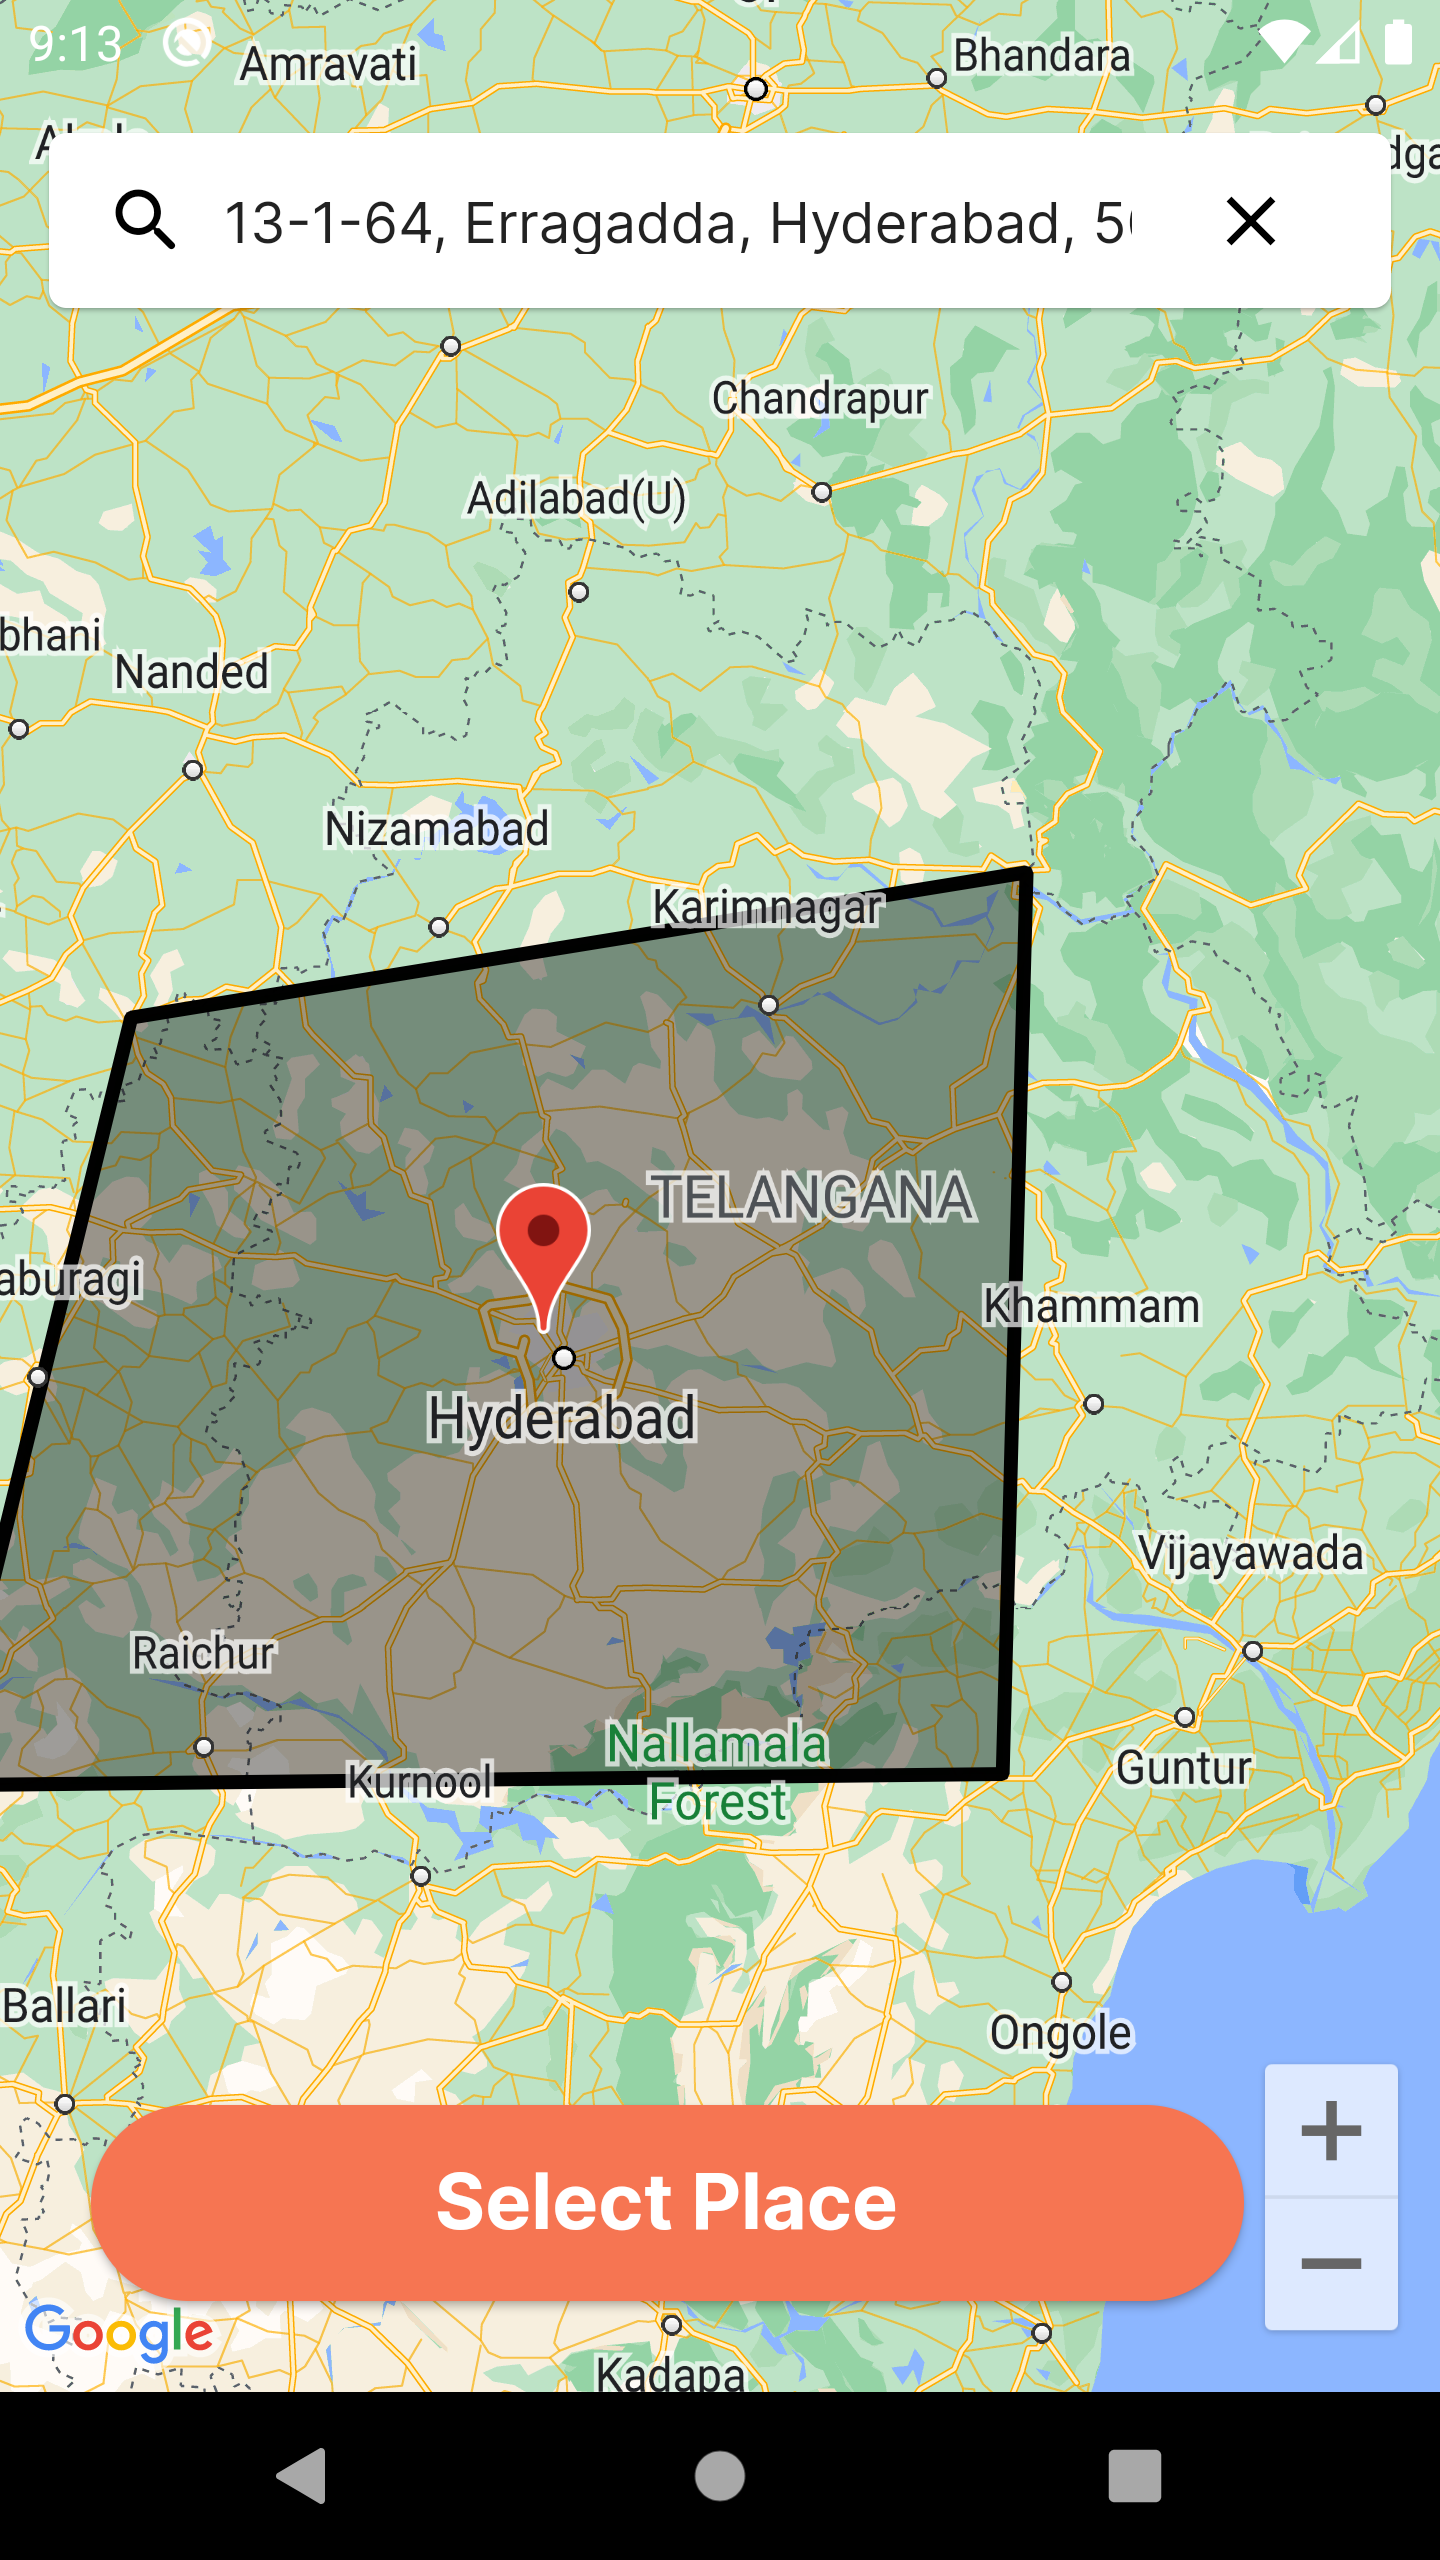 9:13
Amravati
Bhandara
13-1-64, Erragadda, Hyderabad, 5
Chandrapur
Adilabad(U)
bhani
Nanded
Nizamabad
Karimnagar
TELANGANA
aburagi
Khammam
Hyderabad
Vijayawada
Raichur
Nallamala
Forest
Kurnool
Guntur
Ballari
Ongole
Select Place
Google
Kadapa